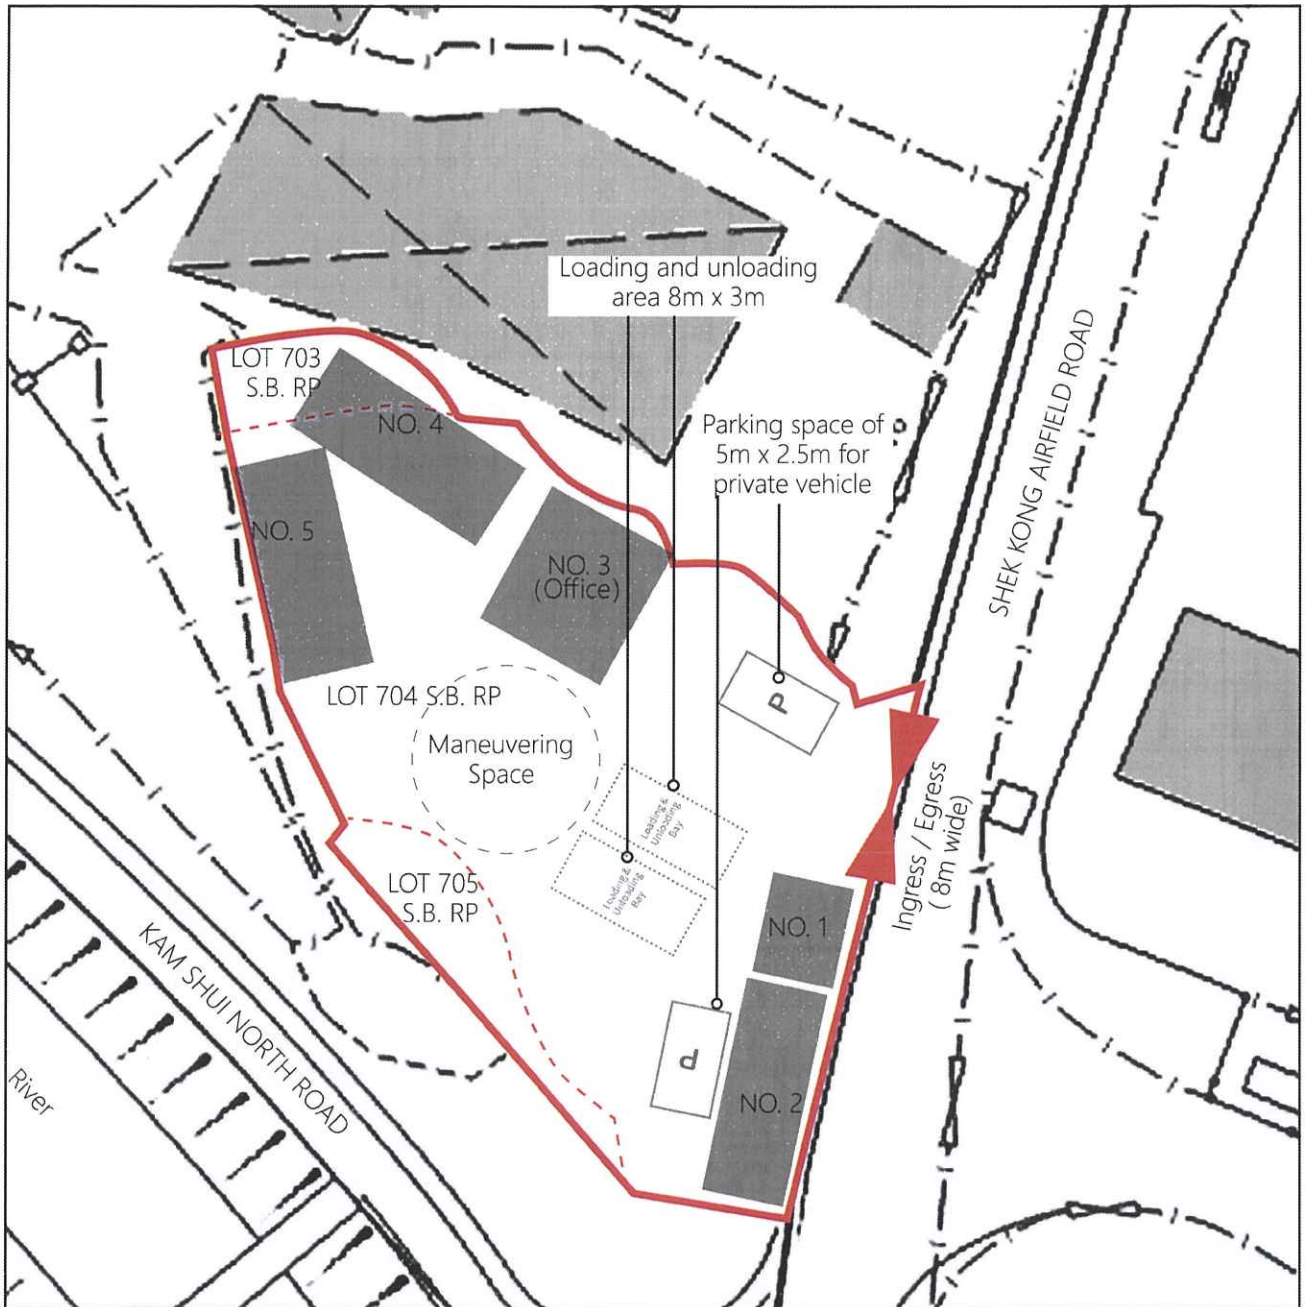 Loading and unloading
area 8m x 3m
LOT 703
S.B. RP
NO. 4
Parking space of
5m x 2.5m for
private vehicle
SHEK KONG AIRFIELD ROAD
NO. 5
NO. 3
(Office)
LOT 704 S.B. RP
P
Maneuvering
Space
Loading &
Unloading
Bay
Loading &
Unloading
Bay
Ingress / Egress
( 8m wide)
LOT 705
S.B. RP
NO. 1
KAM SHUI NORTH ROAD
P
NO. 2
River